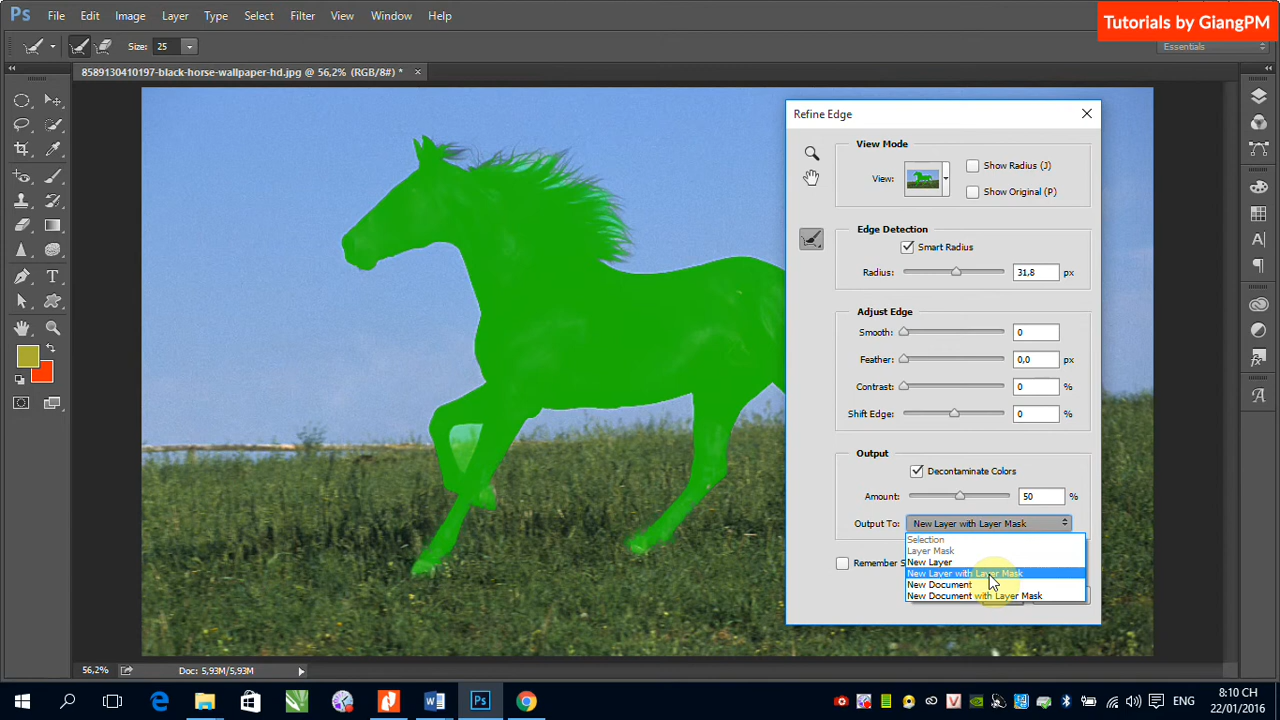 Ps File Edit Image Layer Type Select Filter View Window Help
Tutorials by GiangPM
Size: 25
Essentials
8589130410197-black-horse-wallpaper-hd.jpg @ 56,2% (RGB/8#) * ×
Refine Edge
View Mode
View:
Show Radius (J)
Show Original (P)
Edge Detection
Smart Radius
Radius: 31,8 px
Adjust Edge
Smooth: 0
Feather: 0,0 px
Contrast: 0 %
Shift Edge: 0 %
Output
Decontaminate Colors
Amount: 50 %
Output To: New Layer with Layer Mask
Selection
Layer Mask
New Layer
New Layer with Layer Mask
New Document
New Document with Layer Mask
Remember S
56,2% Doc: 5,93M/5,93M
ENG
8:10 CH
22/01/2016